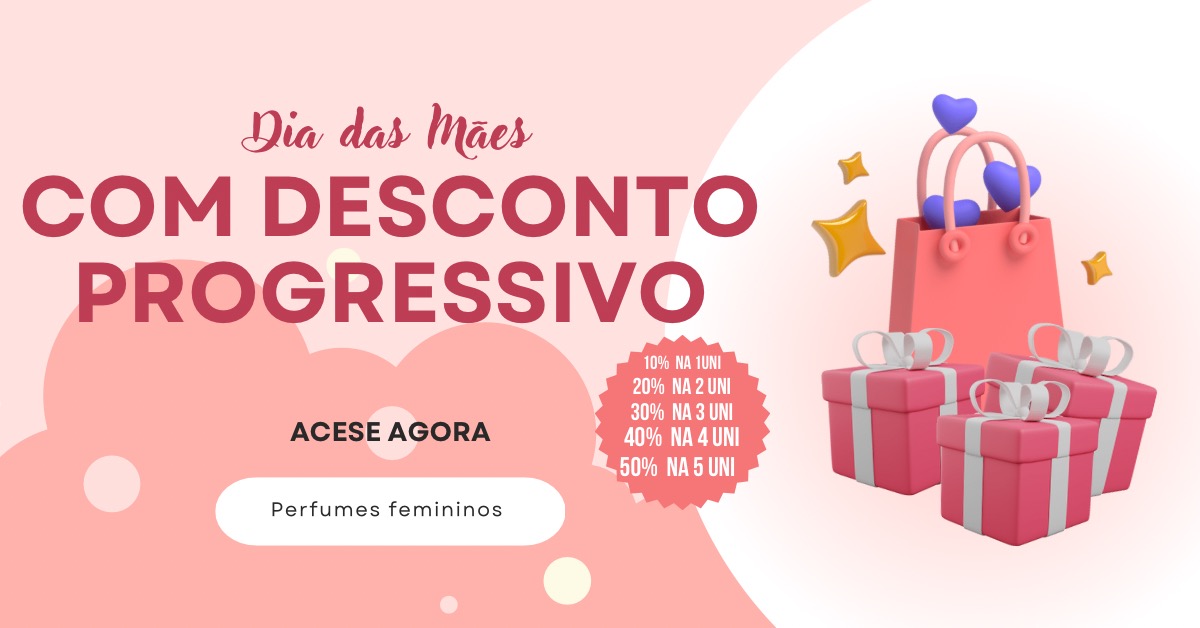 Dia das Mães
COM DESCONTO
PROGRESSIVO
10% NA 1UNI
20% NA 2 UNI
30% NA 3 UNI
40% NA 4 UNI
50% NA 5 UNI
ACESE AGORA
Perfumes femininos